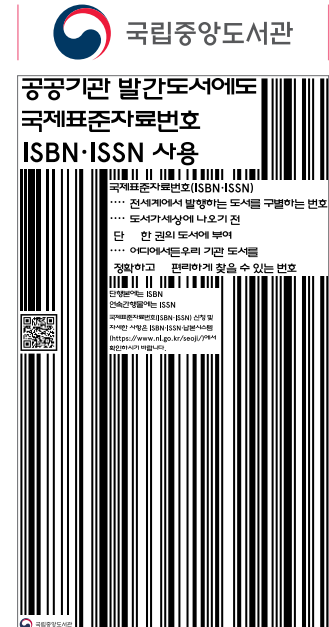 국립중앙도서관
공공기관 발간도서에도
국제표준자료번호
ISBN·ISSN 사용
국제표준자료번호(ISBN·ISSN)
···· 전세계에서 발행하는 도서를 구별하는 번호
···· 도서가세상에 나오기 전
단 한 권의 도서에 부여
···· 어디에서든우리 기관 도서를
정확하고 편리하게 찾을 수 있는 번호
단행본에는 ISBN
연속간행물에는 ISSN
국제표준자료번호(ISBN·ISSN) 신청 및
자세한 사항은 ISBN·ISSN·납본시스템
(https://www.nl.go.kr/seoji/)에서
확인하시기 바랍니다.
국립중앙도서관